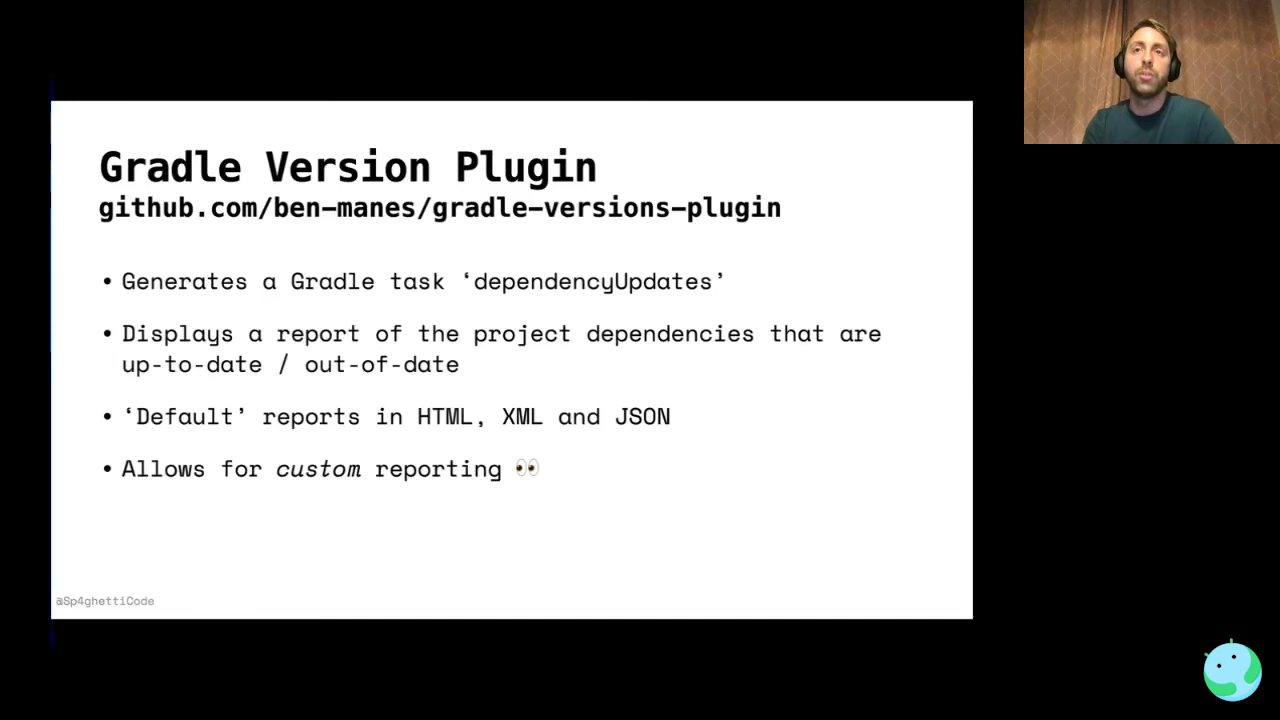 Gradle Version Plugin
github.com/ben-manes/gradle-versions-plugin
• Generates a Gradle task ‘dependencyUpdates’
• Displays a report of the project dependencies that are
up-to-date / out-of-date
• ‘Default’ reports in HTML, XML and JSON
• Allows for custom reporting 👀
@Sp4ghettiCode